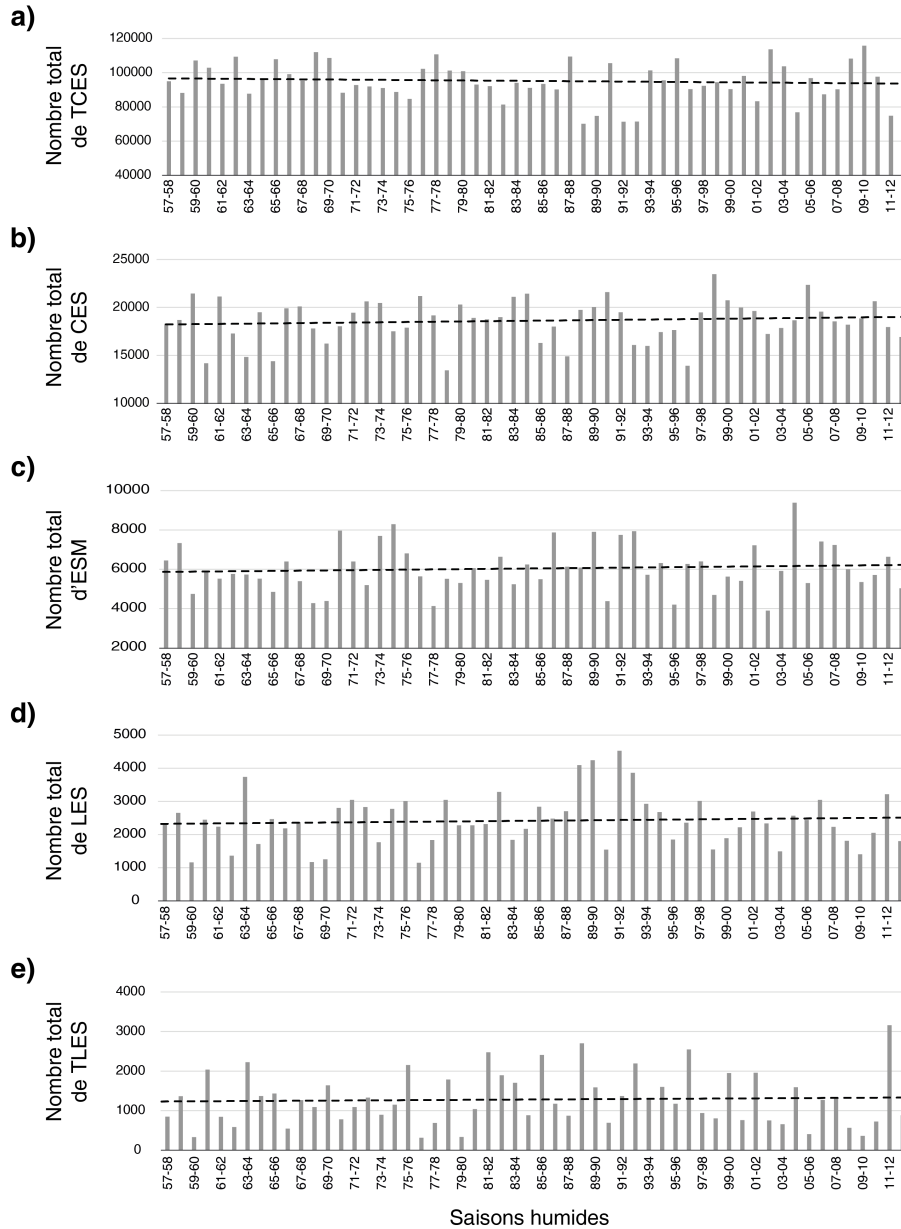 a)
Nombre total
de TCES
120000
100000
80000
60000
40000
57-58 59-60 61-62 63-64 65-66 67-68 69-70 71-72 73-74 75-76 77-78 79-80 81-82 83-84 85-86 87-88 89-90 91-92 93-94 95-96 97-98 99-00 01-02 03-04 05-06 07-08 09-10 11-12
b)
Nombre total
de CES
25000
20000
15000
10000
57-58 59-60 61-62 63-64 65-66 67-68 69-70 71-72 73-74 75-76 77-78 79-80 81-82 83-84 85-86 87-88 89-90 91-92 93-94 95-96 97-98 99-00 01-02 03-04 05-06 07-08 09-10 11-12
c)
Nombre total
d'ESM
10000
8000
6000
4000
2000
57-58 59-60 61-62 63-64 65-66 67-68 69-70 71-72 73-74 75-76 77-78 79-80 81-82 83-84 85-86 87-88 89-90 91-92 93-94 95-96 97-98 99-00 01-02 03-04 05-06 07-08 09-10 11-12
d)
Nombre total
de LES
5000
4000
3000
2000
1000
0
57-58 59-60 61-62 63-64 65-66 67-68 69-70 71-72 73-74 75-76 77-78 79-80 81-82 83-84 85-86 87-88 89-90 91-92 93-94 95-96 97-98 99-00 01-02 03-04 05-06 07-08 09-10 11-12
e)
Nombre total
de TLES
4000
3000
2000
1000
0
57-58 59-60 61-62 63-64 65-66 67-68 69-70 71-72 73-74 75-76 77-78 79-80 81-82 83-84 85-86 87-88 89-90 91-92 93-94 95-96 97-98 99-00 01-02 03-04 05-06 07-08 09-10 11-12
Saisons humides